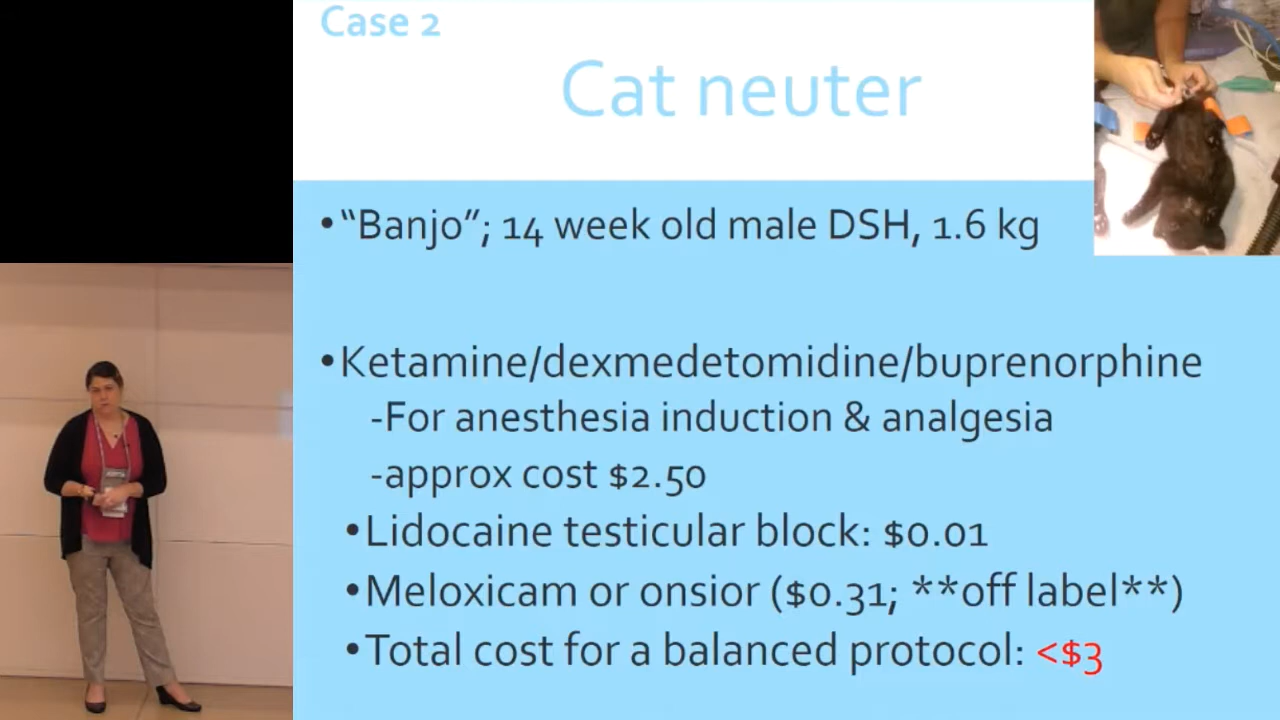 Case 2
Cat neuter
•“Banjo”; 14 week old male DSH, 1.6 kg
•Ketamine/dexmedetomidine/buprenorphine
-For anesthesia induction & analgesia
-approx cost $2.50
•Lidocaine testicular block: $0.01
•Meloxicam or onsior ($0.31; **off label**)
•Total cost for a balanced protocol: <$3